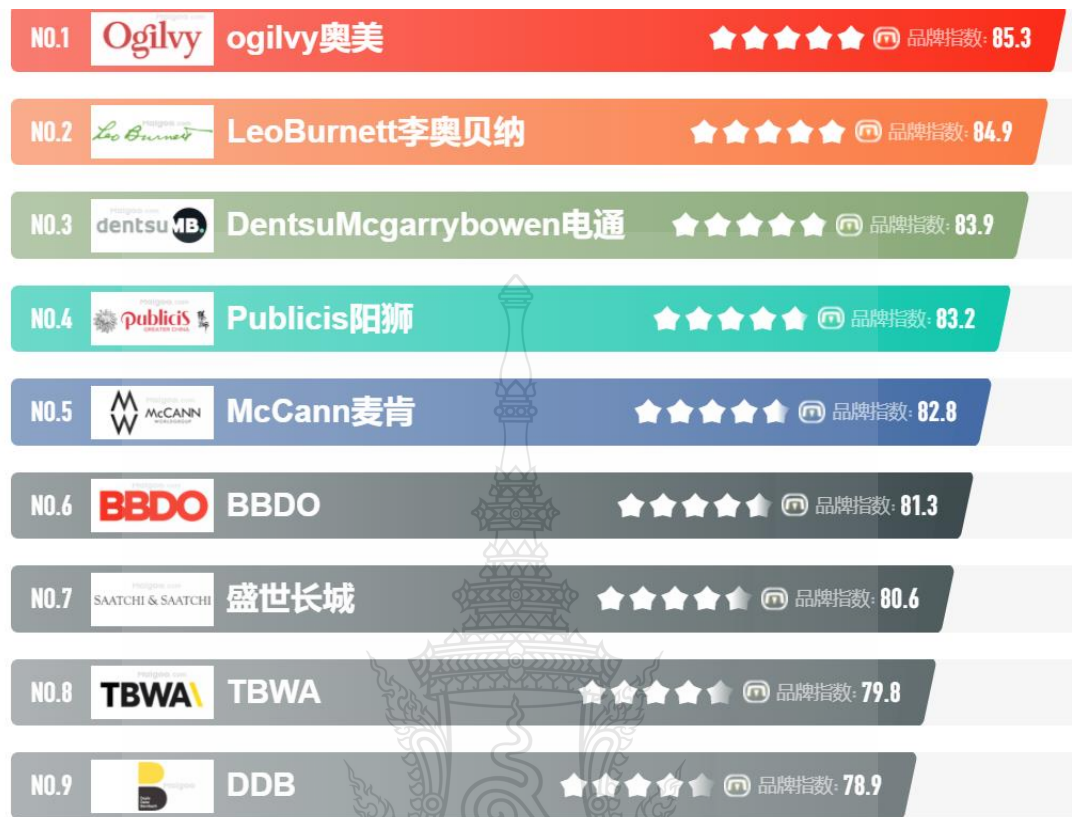 NO.1 Ogilvy ogilvy奥美 品牌指数: 85.3
NO.2 Leo Burnett LeoBurnett李奥贝纳 品牌指数: 84.9
NO.3 dentsu MB. DentsuMcgarrybowen电通 品牌指数: 83.9
NO.4 PUBLICIS GREATER CHINA Publicis阳狮 品牌指数: 83.2
NO.5 McCANN WORLDGROUP McCann麦肯 品牌指数: 82.8
NO.6 BBDO BBDO 品牌指数: 81.3
NO.7 SAATCHI & SAATCHI 盛世长城 品牌指数: 80.6
NO.8 TBWA\ TBWA 品牌指数: 79.8
NO.9 DDB 品牌指数: 78.9